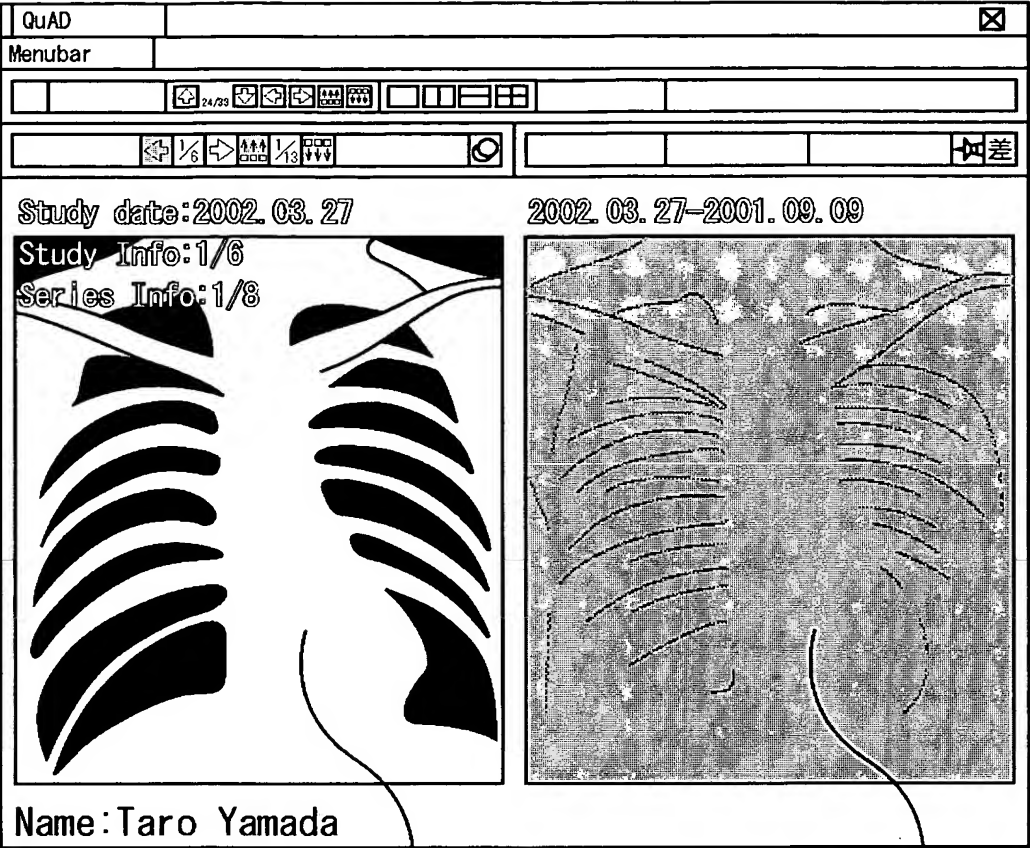 QuAD
Menubar
24/33
1/6 1/13 差
Study date:2002.03.27
2002.03.27-2001.09.09
Study Info:1/6
Series Info:1/8
Name:Taro Yamada